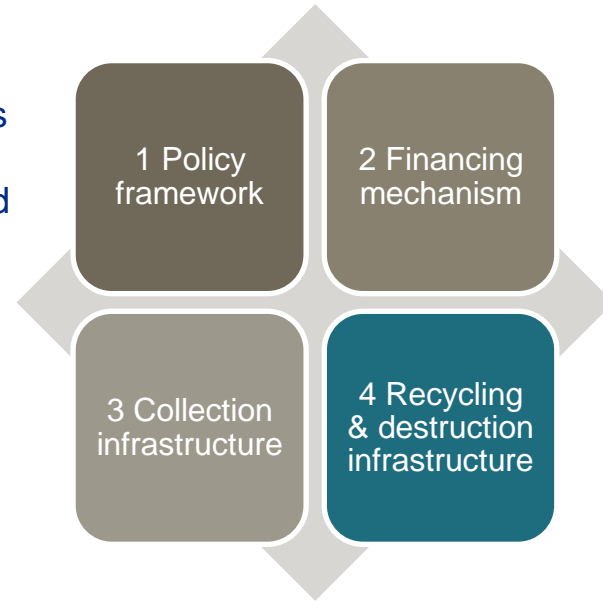 1 Policy
framework
2 Financing
mechanism
3 Collection
infrastructure
4 Recycling
& destruction
infrastructure